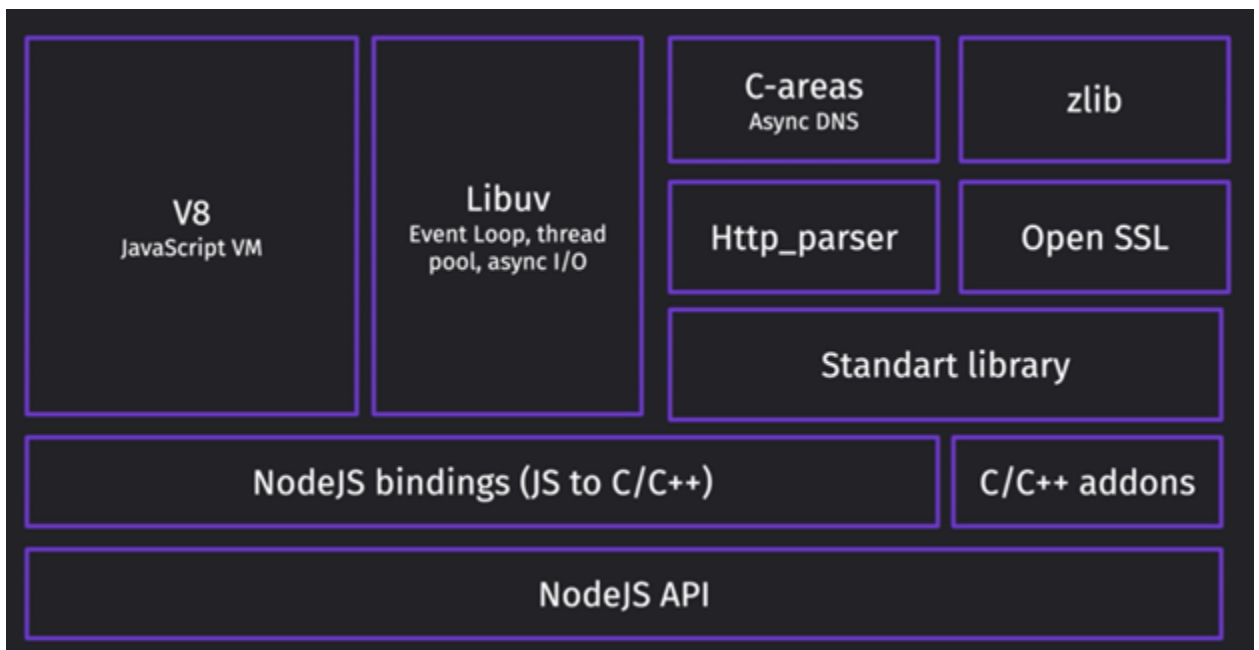 V8
JavaScript VM
Libuv
Event Loop, thread
pool, async I/O
C-areas
Async DNS
zlib
Http_parser
Open SSL
Standart library
NodeJS bindings (JS to C/C++)
C/C++ addons
NodeJS API